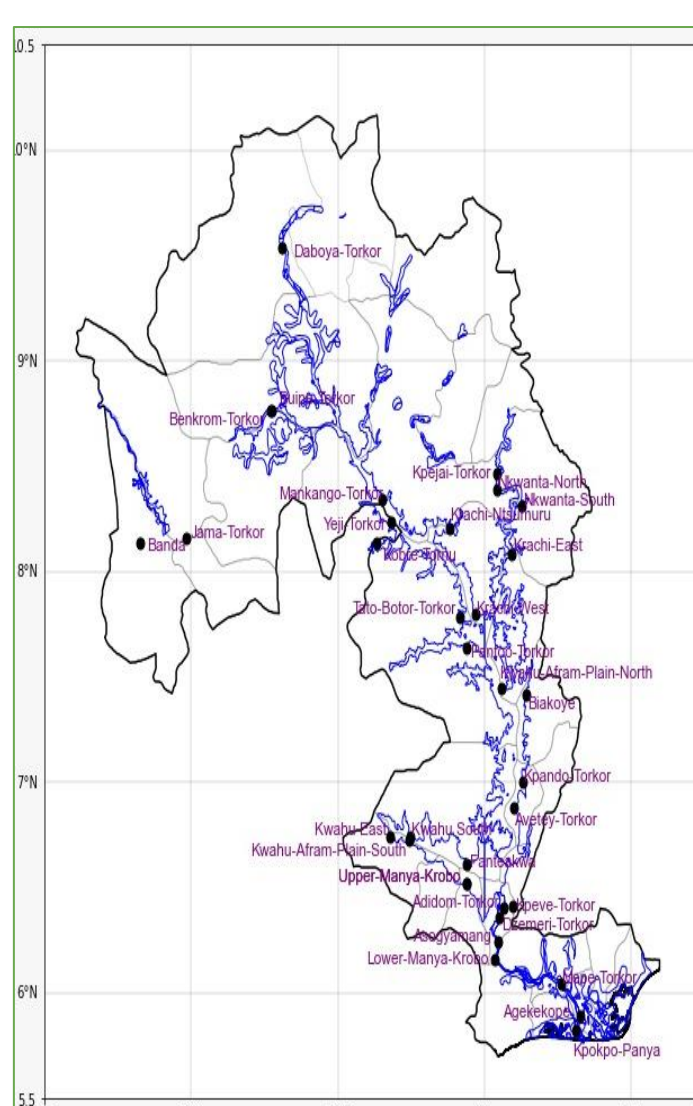 10.5
10°N
Daboya-Torkor
9°N
Buipe-Torkor
Benkrom-Torkor
Kpejai-Torkor
Nkwanta-North
Mankango-Torkor
Nkwanta-South
Krachi-Ntsumuru
Yeji-Torkor
Jama-Torkor
Banda
Krachi-East
Kobre-Tornu
8°N
Tato-Botor-Torkor
Krachi-West
Pantoo-Torkor
Kwahu-Afram-Plain-North
Biakoye
7°N
Kpando-Torkor
Avetey-Torkor
Kwahu-East
Kwahu South
Kwahu-Afram-Plain-South
Fanteakwa
Upper-Manya-Krobo
Adidom-Torkor
Dzemeri-Torkor
Asogyamang
Lower-Manya-Krobo
Mepe-Torkor
6°N
Agekekope
Kpokpo-Panya
5.5